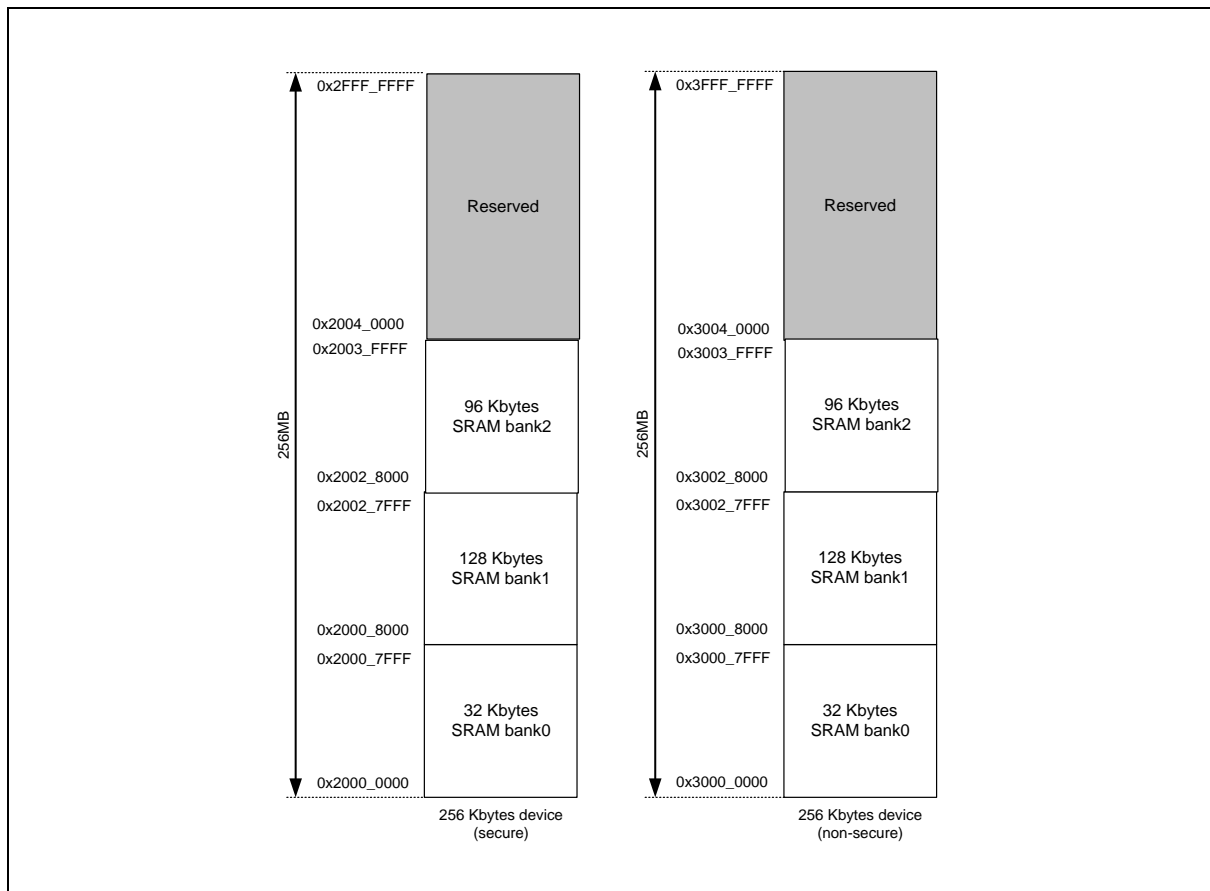 0x2FFF_FFFF
Reserved
0x2004_0000
0x2003_FFFF
96 Kbytes
SRAM bank2
256MB
0x2002_8000
0x2002_7FFF
128 Kbytes
SRAM bank1
0x2000_8000
0x2000_7FFF
32 Kbytes
SRAM bank0
0x2000_0000
256 Kbytes device
(secure)
0x3FFF_FFFF
Reserved
0x3004_0000
0x3003_FFFF
96 Kbytes
SRAM bank2
256MB
0x3002_8000
0x3002_7FFF
128 Kbytes
SRAM bank1
0x3000_8000
0x3000_7FFF
32 Kbytes
SRAM bank0
0x3000_0000
256 Kbytes device
(non-secure)